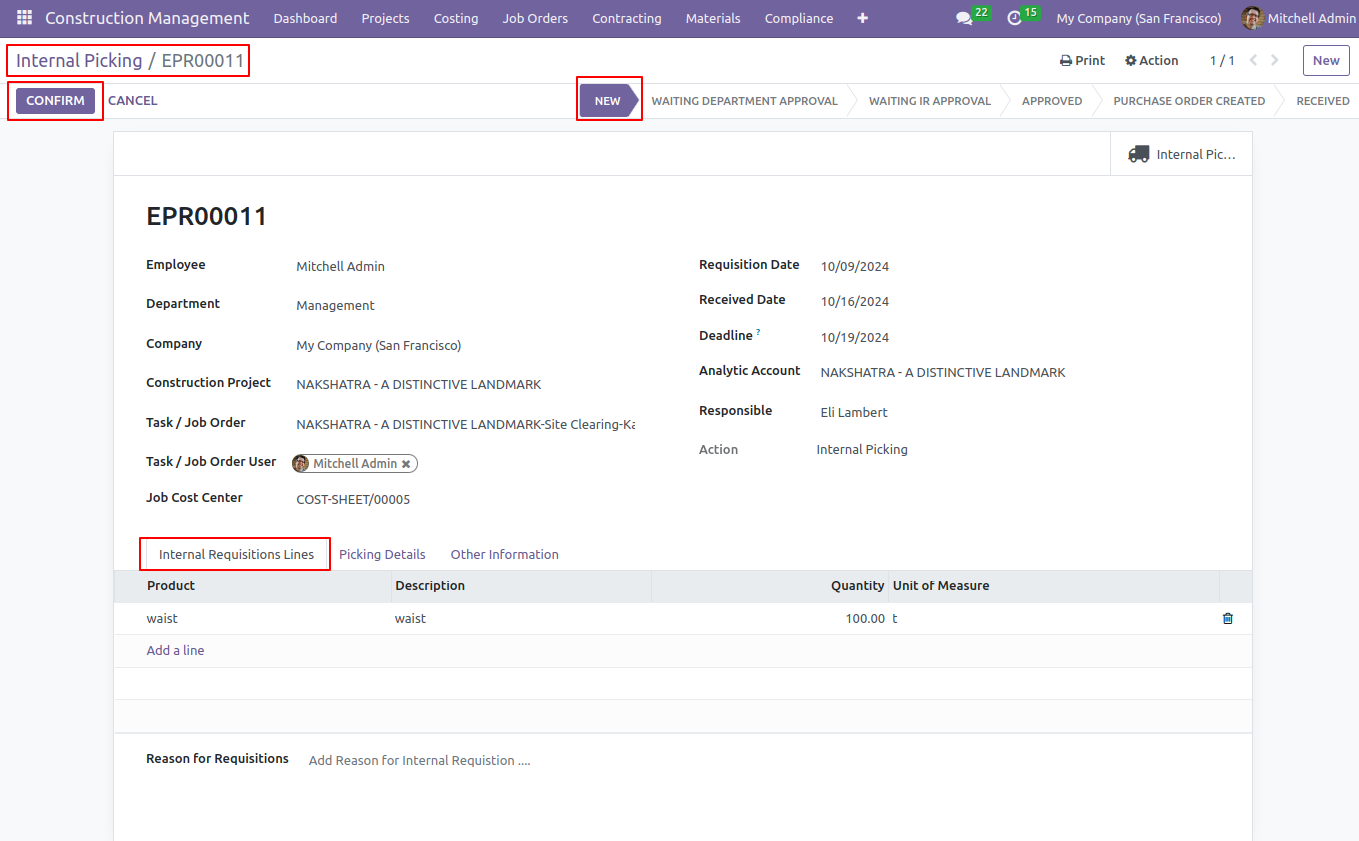 Construction Management Dashboard Projects Costing Job Orders Contracting Materials Compliance + 22 15 My Company (San Francisco) Mitchell Admin
Internal Picking / EPR00011 Print Action 1 / 1 New
CONFIRM CANCEL NEW WAITING DEPARTMENT APPROVAL WAITING IR APPROVAL APPROVED PURCHASE ORDER CREATED RECEIVED
Internal Pic...
EPR00011
Employee Mitchell Admin Requisition Date 10/09/2024
Department Management Received Date 10/16/2024
Company My Company (San Francisco) Deadline ? 10/19/2024
Construction Project NAKSHATRA - A DISTINCTIVE LANDMARK Analytic Account NAKSHATRA - A DISTINCTIVE LANDMARK
Task / Job Order NAKSHATRA - A DISTINCTIVE LANDMARK-Site Clearing-Ka Responsible Eli Lambert
Task / Job Order User Mitchell Admin Action Internal Picking
Job Cost Center COST-SHEET/00005
Internal Requisitions Lines Picking Details Other Information
Product Description Quantity Unit of Measure
waist waist 100.00 t
Add a line
Reason for Requisitions Add Reason for Internal Requistion ....